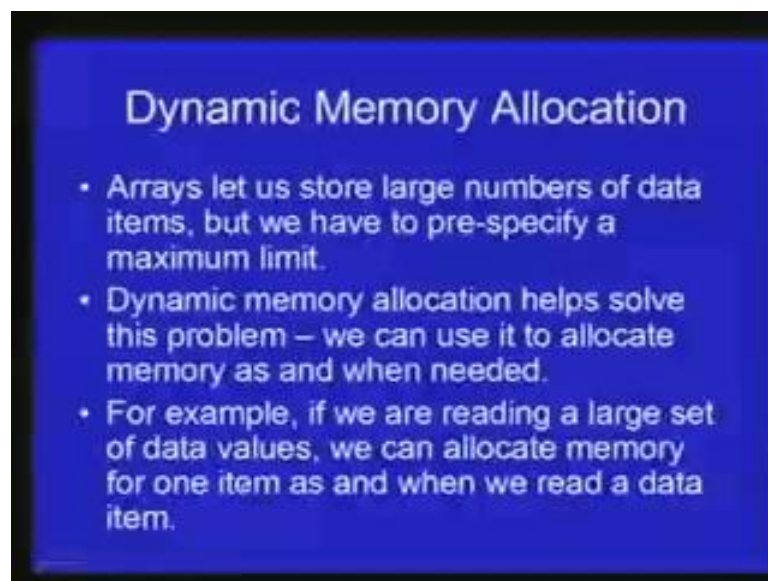 Dynamic Memory Allocation
• Arrays let us store large numbers of data
items, but we have to pre-specify a
maximum limit.
• Dynamic memory allocation helps solve
this problem – we can use it to allocate
memory as and when needed.
• For example, if we are reading a large set
of data values, we can allocate memory
for one item as and when we read a data
item.